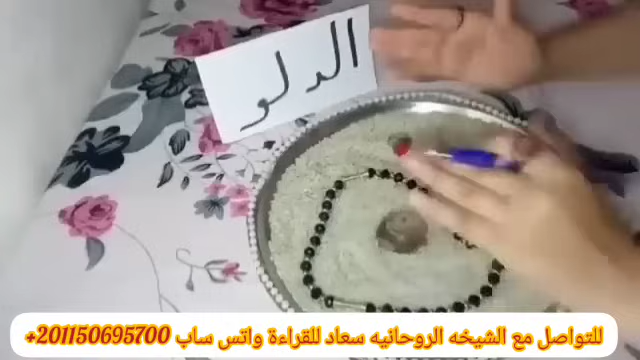 الدلو
للتواصل مع الشيخه الروحانيه سعاد للقراءة واتس ساب 201150695700+